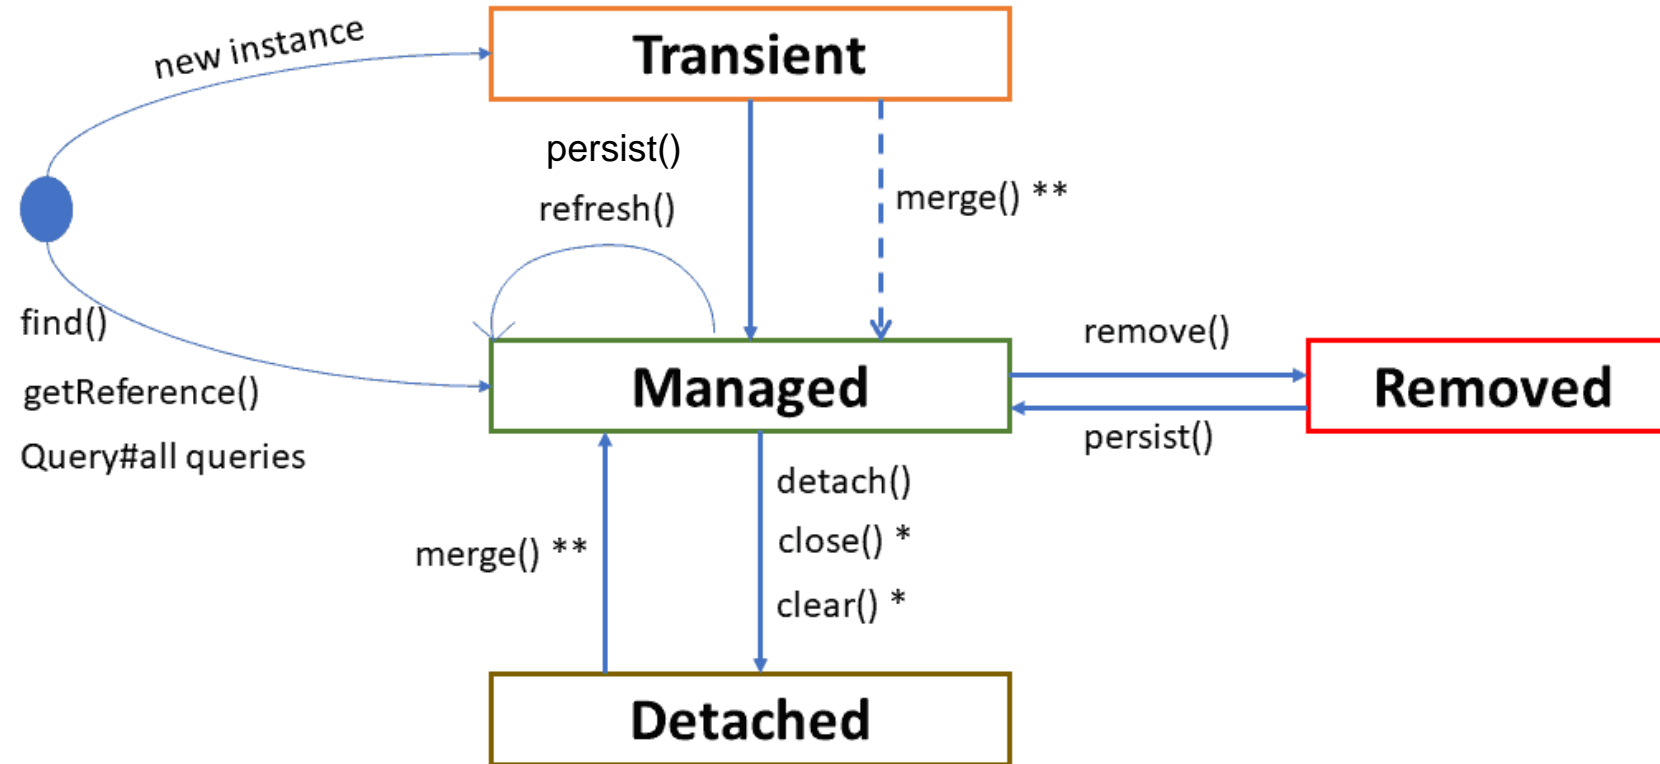 new instance
Transient
persist()
merge() **
refresh()
find()
getReference()
Query#all queries
Managed
remove()
persist()
Removed
merge() **
detach()
close() *
clear() *
Detached